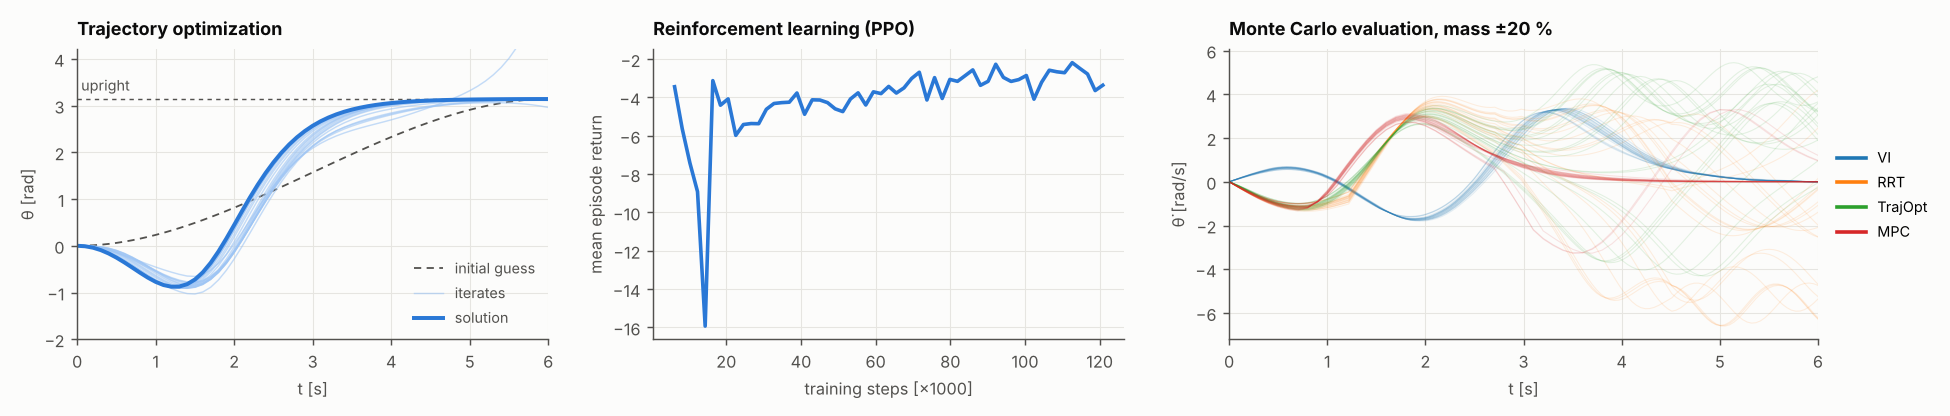 Trajectory optimization
4
3
2
1
0
−1
−2
upright
initial guess
iterates
solution
0 1 2 3 4 5 6
θ [rad]
t [s]
Reinforcement learning (PPO)
−2
−4
−6
−8
−10
−12
−14
−16
20 40 60 80 100 120
mean episode return
training steps [×1000]
Monte Carlo evaluation, mass ±20 %
6
4
2
0
−2
−4
−6
0 1 2 3 4 5 6
θ̇ [rad/s]
t [s]
VI
RRT
TrajOpt
MPC